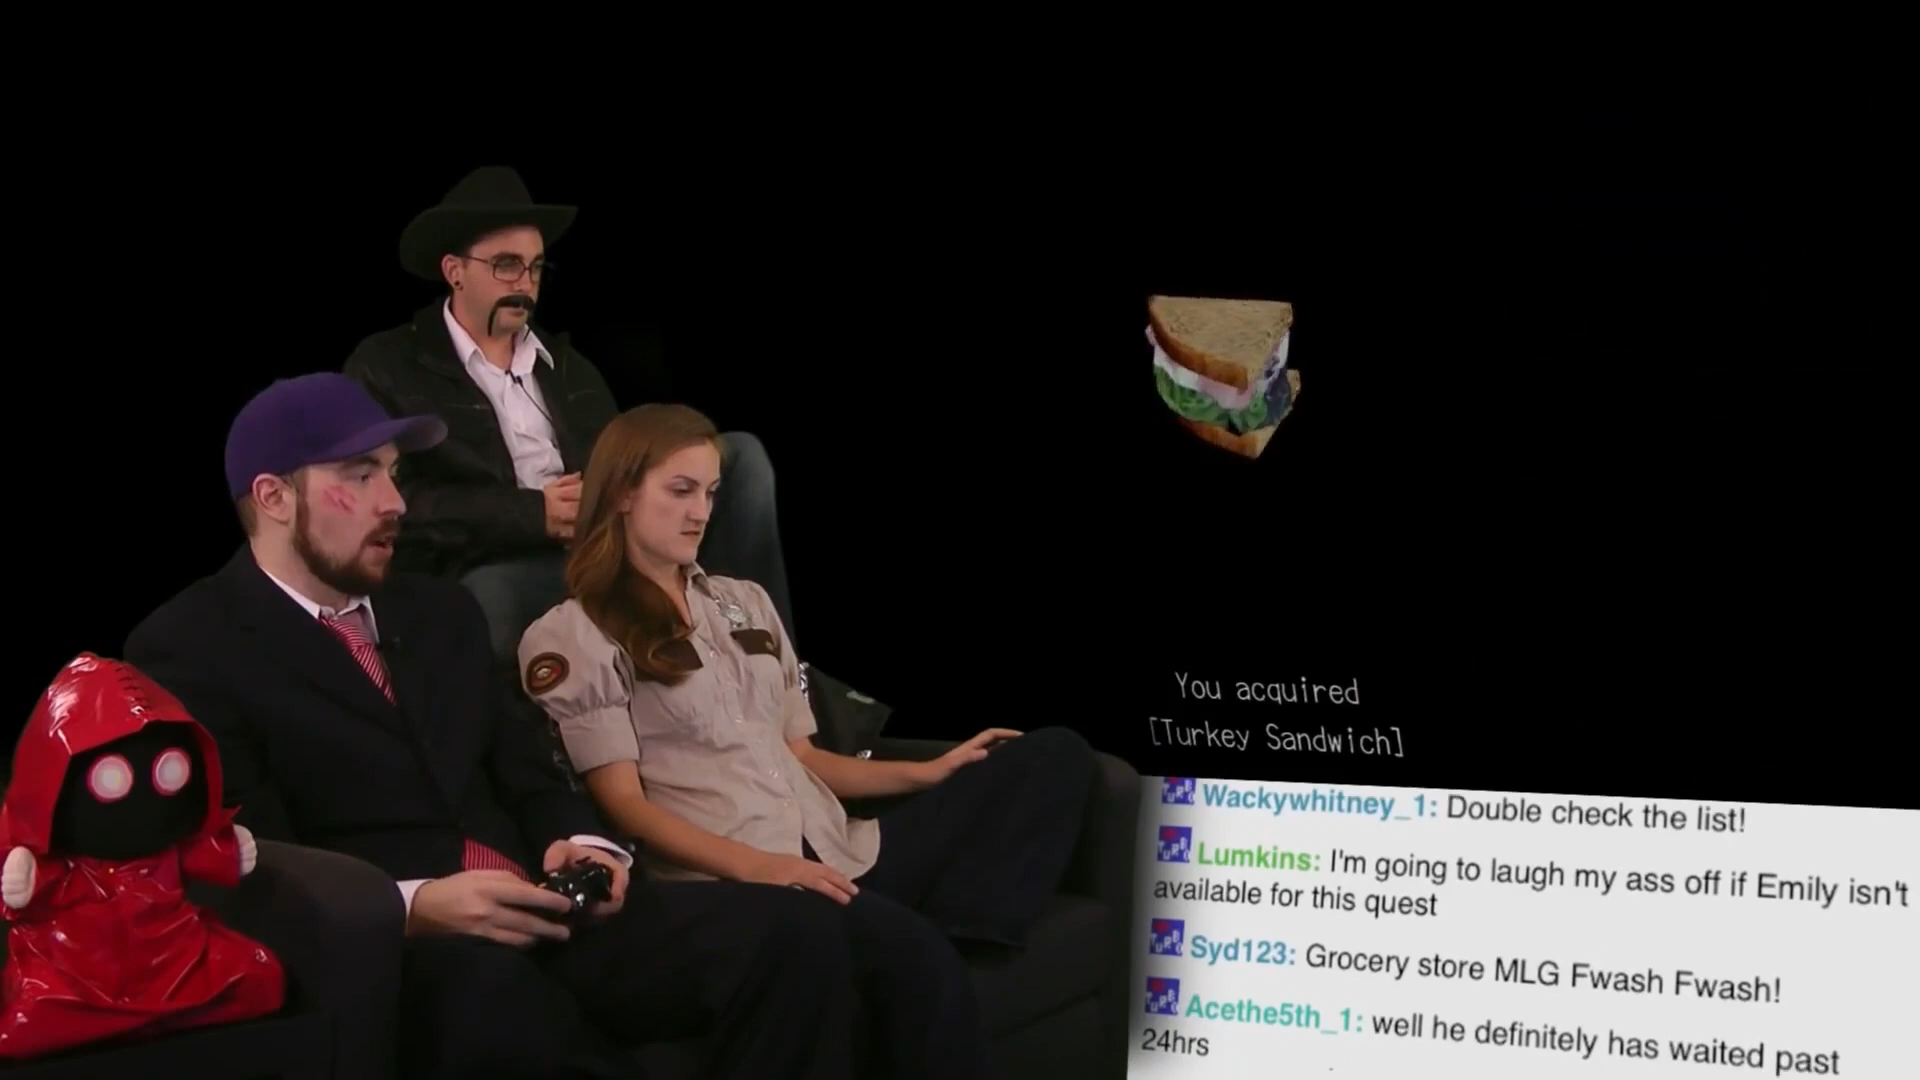 You acquired
[Turkey Sandwich]
Wackywhitney_1: Double check the list!
Lumkins: I'm going to laugh my ass off if Emily isn't
available for this quest
Syd123: Grocery store MLG Fwash Fwash!
Acethe5th_1: well he definitely has waited past
24hrs